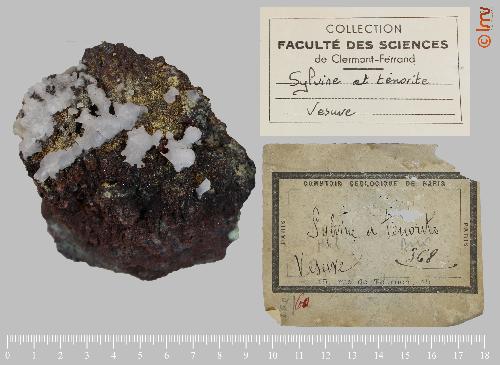 © lmv
COLLECTION
FACULTÉ DES SCIENCES
de Clermont-Ferrand
Sylvine et ténorite
Vesuve
COMPTOIR GEOLOGIQUE DE PARIS
PARIS
Sylvine et Ténorite
Vesuve
368
0 1 2 3 4 5 6 7 8 9 10 11 12 13 14 15 16 17 18